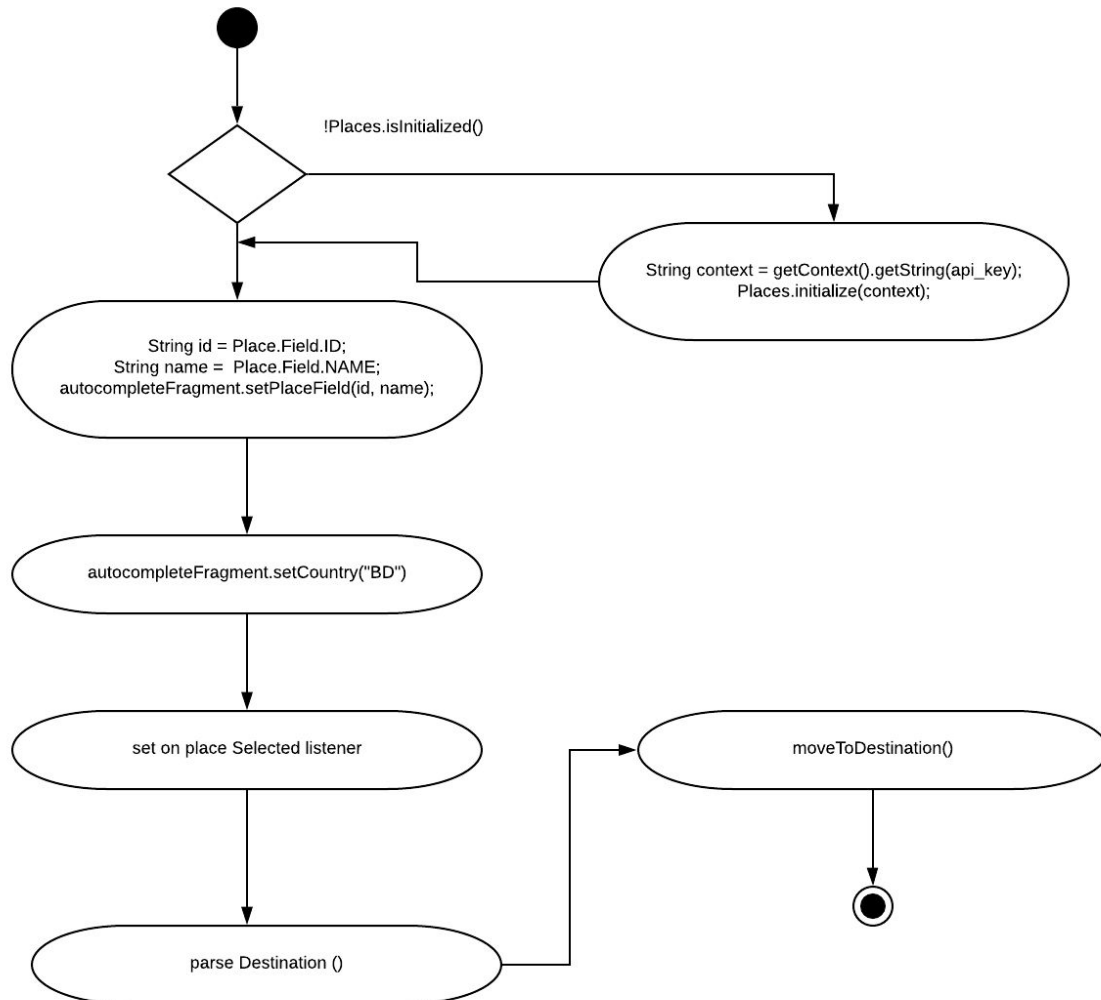 !Places.isInitialized()
String context = getContext().getString(api_key);
Places.initialize(context);
String id = Place.Field.ID;
String name =  Place.Field.NAME;
autocompleteFragment.setPlaceField(id, name);
autocompleteFragment.setCountry("BD")
set on place Selected listener
moveToDestination()
parse Destination ()